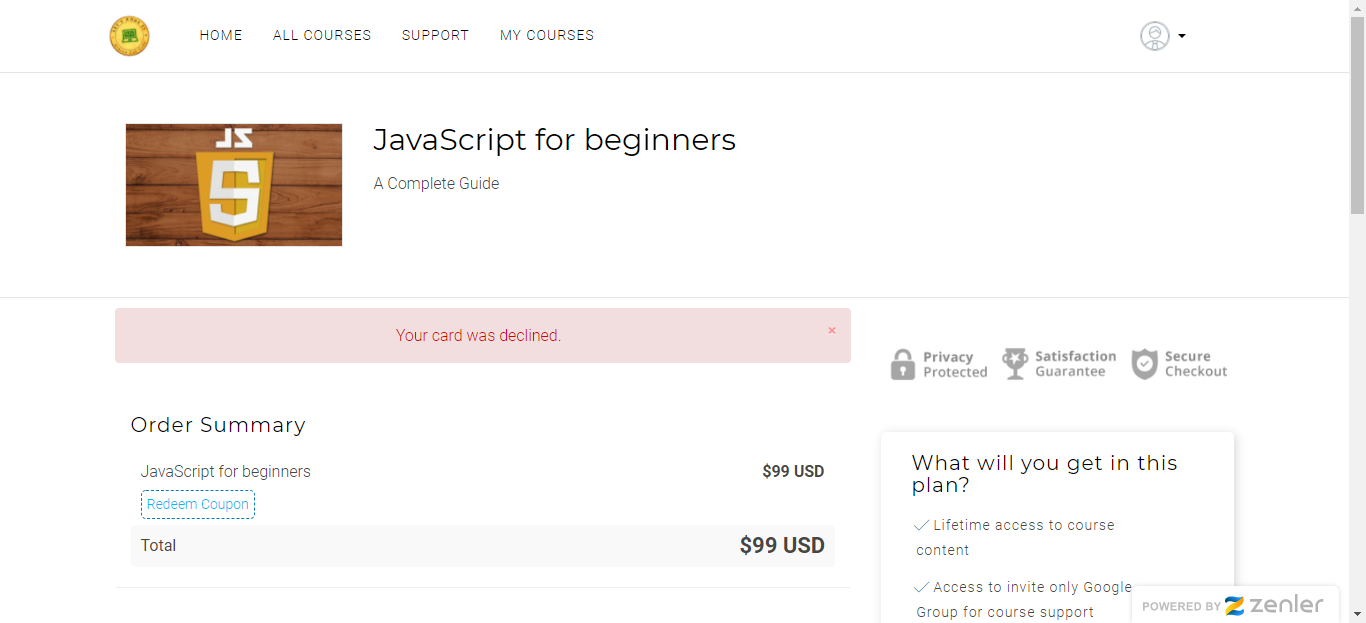 HOME ALL COURSES SUPPORT MY COURSES
JS
JavaScript for beginners
A Complete Guide
Your card was declined.
×
Privacy Protected
Satisfaction Guarantee
Secure Checkout
Order Summary
JavaScript for beginners $99 USD
Redeem Coupon
Total $99 USD
What will you get in this
plan?
Lifetime access to course
content
Access to invite only Google
Group for course support
POWERED BY zenler